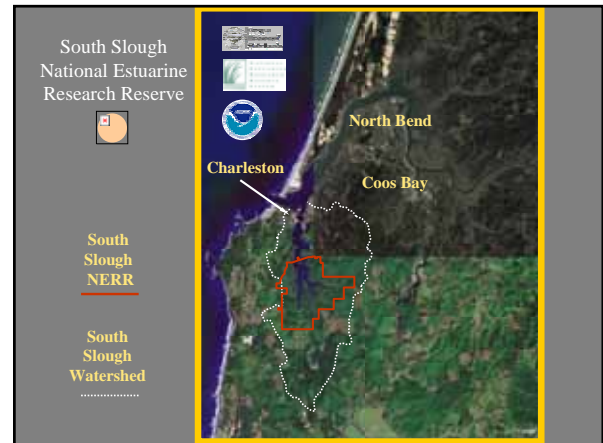 South Slough
National Estuarine
Research Reserve
North Bend
Charleston
Coos Bay
South
Slough
NERR
South
Slough
Watershed